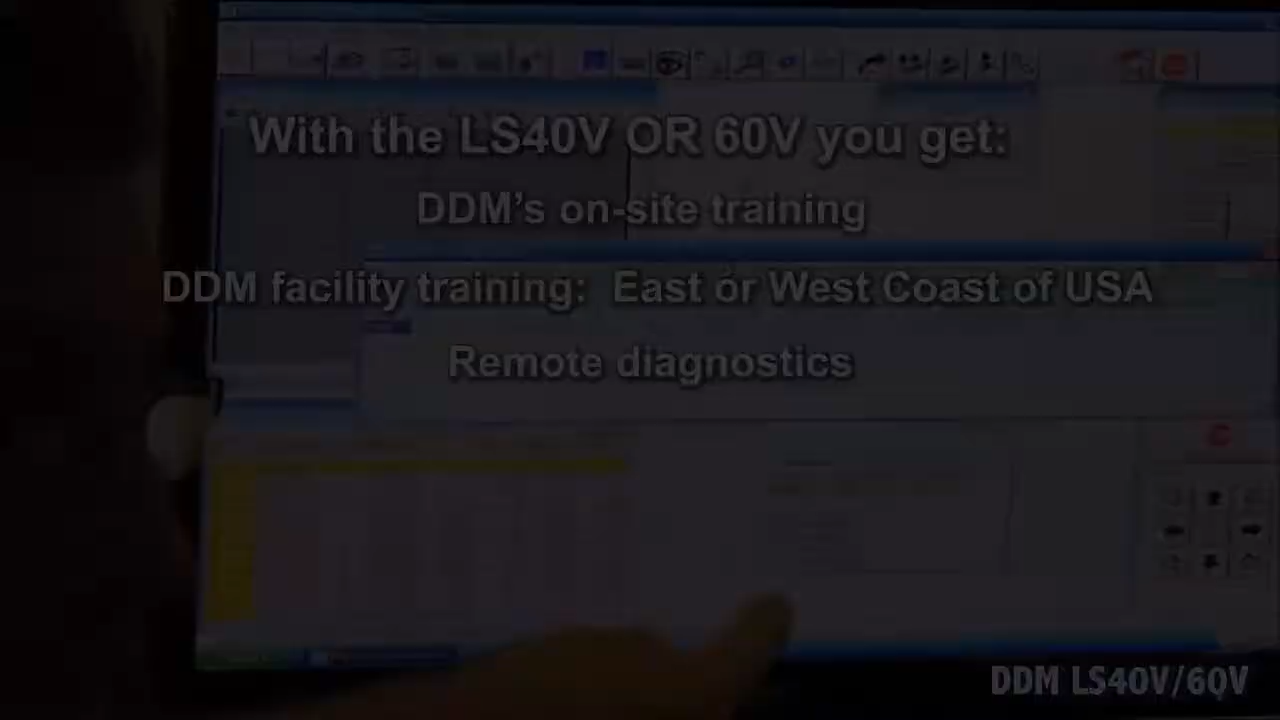 With the LS40V OR 60V you get:
DDM's on-site training
DDM facility training: East or West Coast of USA
Remote diagnostics
DDM LS40V/60V